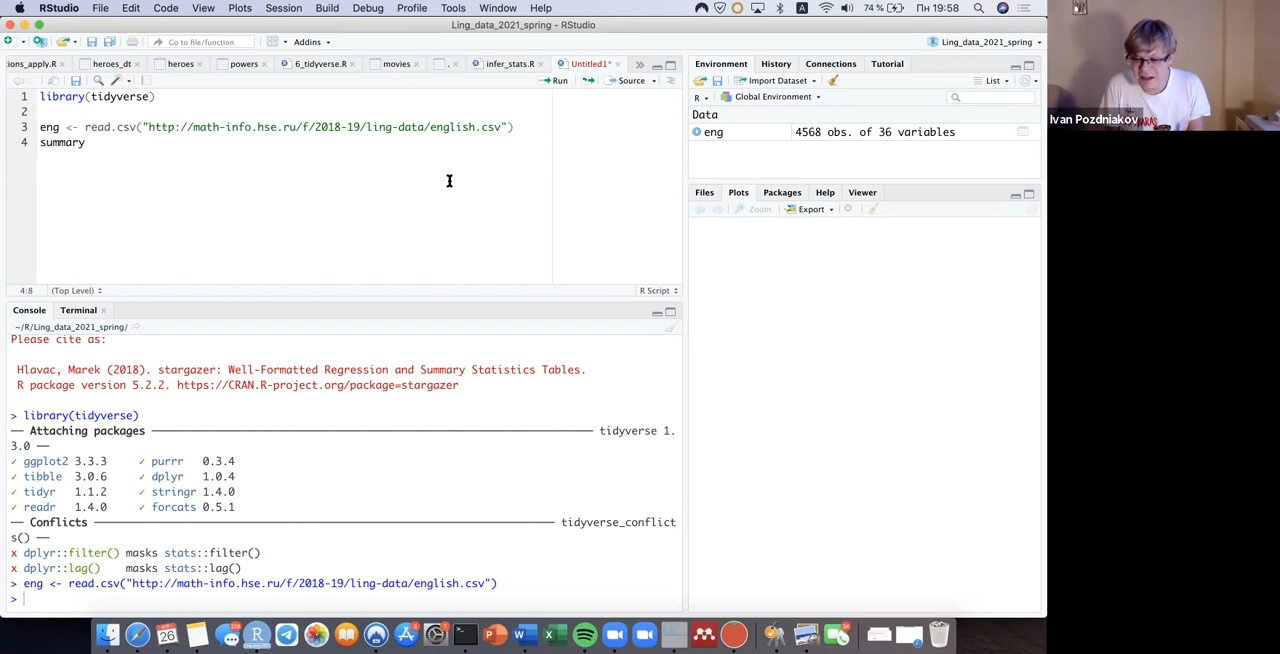 RStudio File Edit Code View Plots Session Build Debug Profile Tools Window Help 74 % Пн 19:58
Ling_data_2021_spring - RStudio
Go to file/function Addins Ling_data_2021_spring
ions_apply.R heroes_dt heroes powers 6_tidyverse.R movies . infer_stats.R Untitled1*
Run Source
1 library(tidyverse)
2
3 eng <- read.csv("http://math-info.hse.ru/f/2018-19/ling-data/english.csv")
4 summary
4:8 (Top Level) R Script
Console Terminal
~/R/Ling_data_2021_spring/
Please cite as:
Hlavac, Marek (2018). stargazer: Well-Formatted Regression and Summary Statistics Tables.
R package version 5.2.2. https://CRAN.R-project.org/package=stargazer
> library(tidyverse)
── Attaching packages ─────────────── tidyverse 1.
3.0 ──
✓ ggplot2 3.3.3 ✓ purrr 0.3.4
✓ tibble 3.0.6 ✓ dplyr 1.0.4
✓ tidyr 1.1.2 ✓ stringr 1.4.0
✓ readr 1.4.0 ✓ forcats 0.5.1
── Conflicts ─────────────── tidyverse_conflict
s() ──
x dplyr::filter() masks stats::filter()
x dplyr::lag() masks stats::lag()
> eng <- read.csv("http://math-info.hse.ru/f/2018-19/ling-data/english.csv")
>
Environment History Connections Tutorial
Import Dataset List
R Global Environment
Data
eng 4568 obs. of 36 variables
Files Plots Packages Help Viewer
Zoom Export
Ivan Pozdniakov